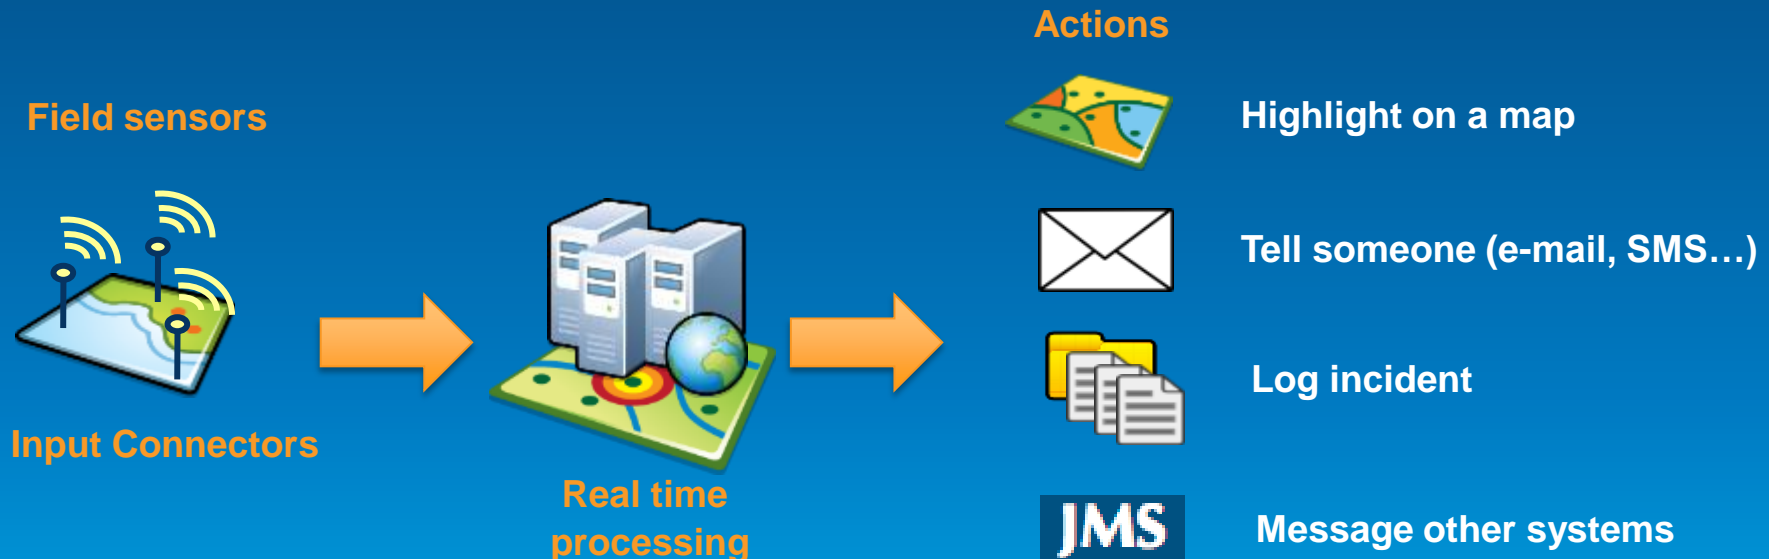 Field sensors
Input Connectors
Real time
processing
Actions
Highlight on a map
Tell someone (e-mail, SMS…)
Log incident
JMS
Message other systems